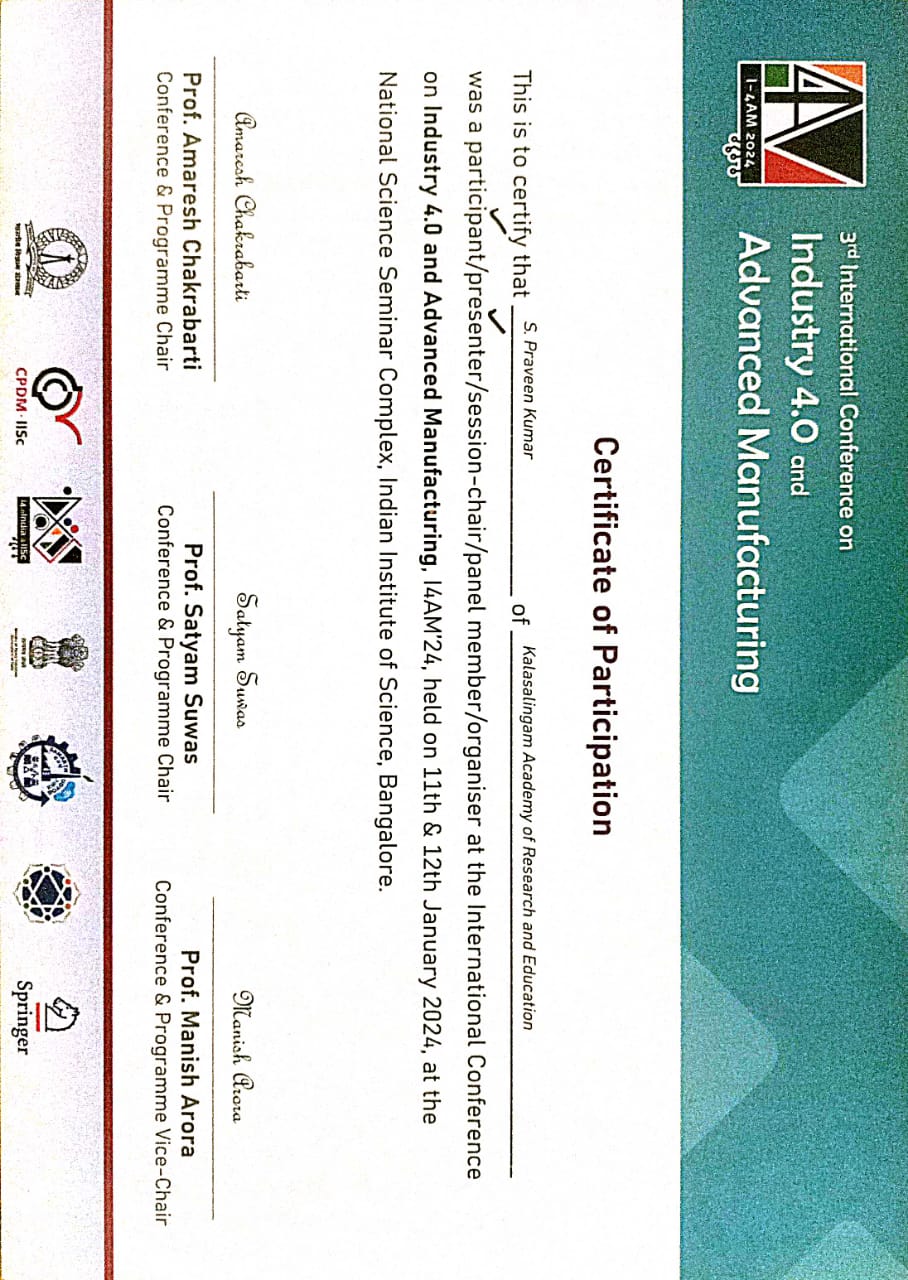 3rd International Conference on
Industry 4.0 and
Advanced Manufacturing
I-4AM 2024
Certificate of Participation
This is to certify that S. Praveen Kumar of Kalasalingam Academy of Research and Education
was a participant/presenter/session-chair/panel member/organiser at the International Conference
on Industry 4.0 and Advanced Manufacturing, I4AM'24, held on 11th & 12th January 2024, at the
National Science Seminar Complex, Indian Institute of Science, Bangalore.
Amaresh Chakrabarti Satyam Suwas Manish Arora
Prof. Amaresh Chakrabarti Prof. Satyam Suwas Prof. Manish Arora
Conference & Programme Chair Conference & Programme Chair Conference & Programme Vice-Chair
भारतीय विज्ञान संस्थान CPDM·IISc I4.0India@IISc Springer